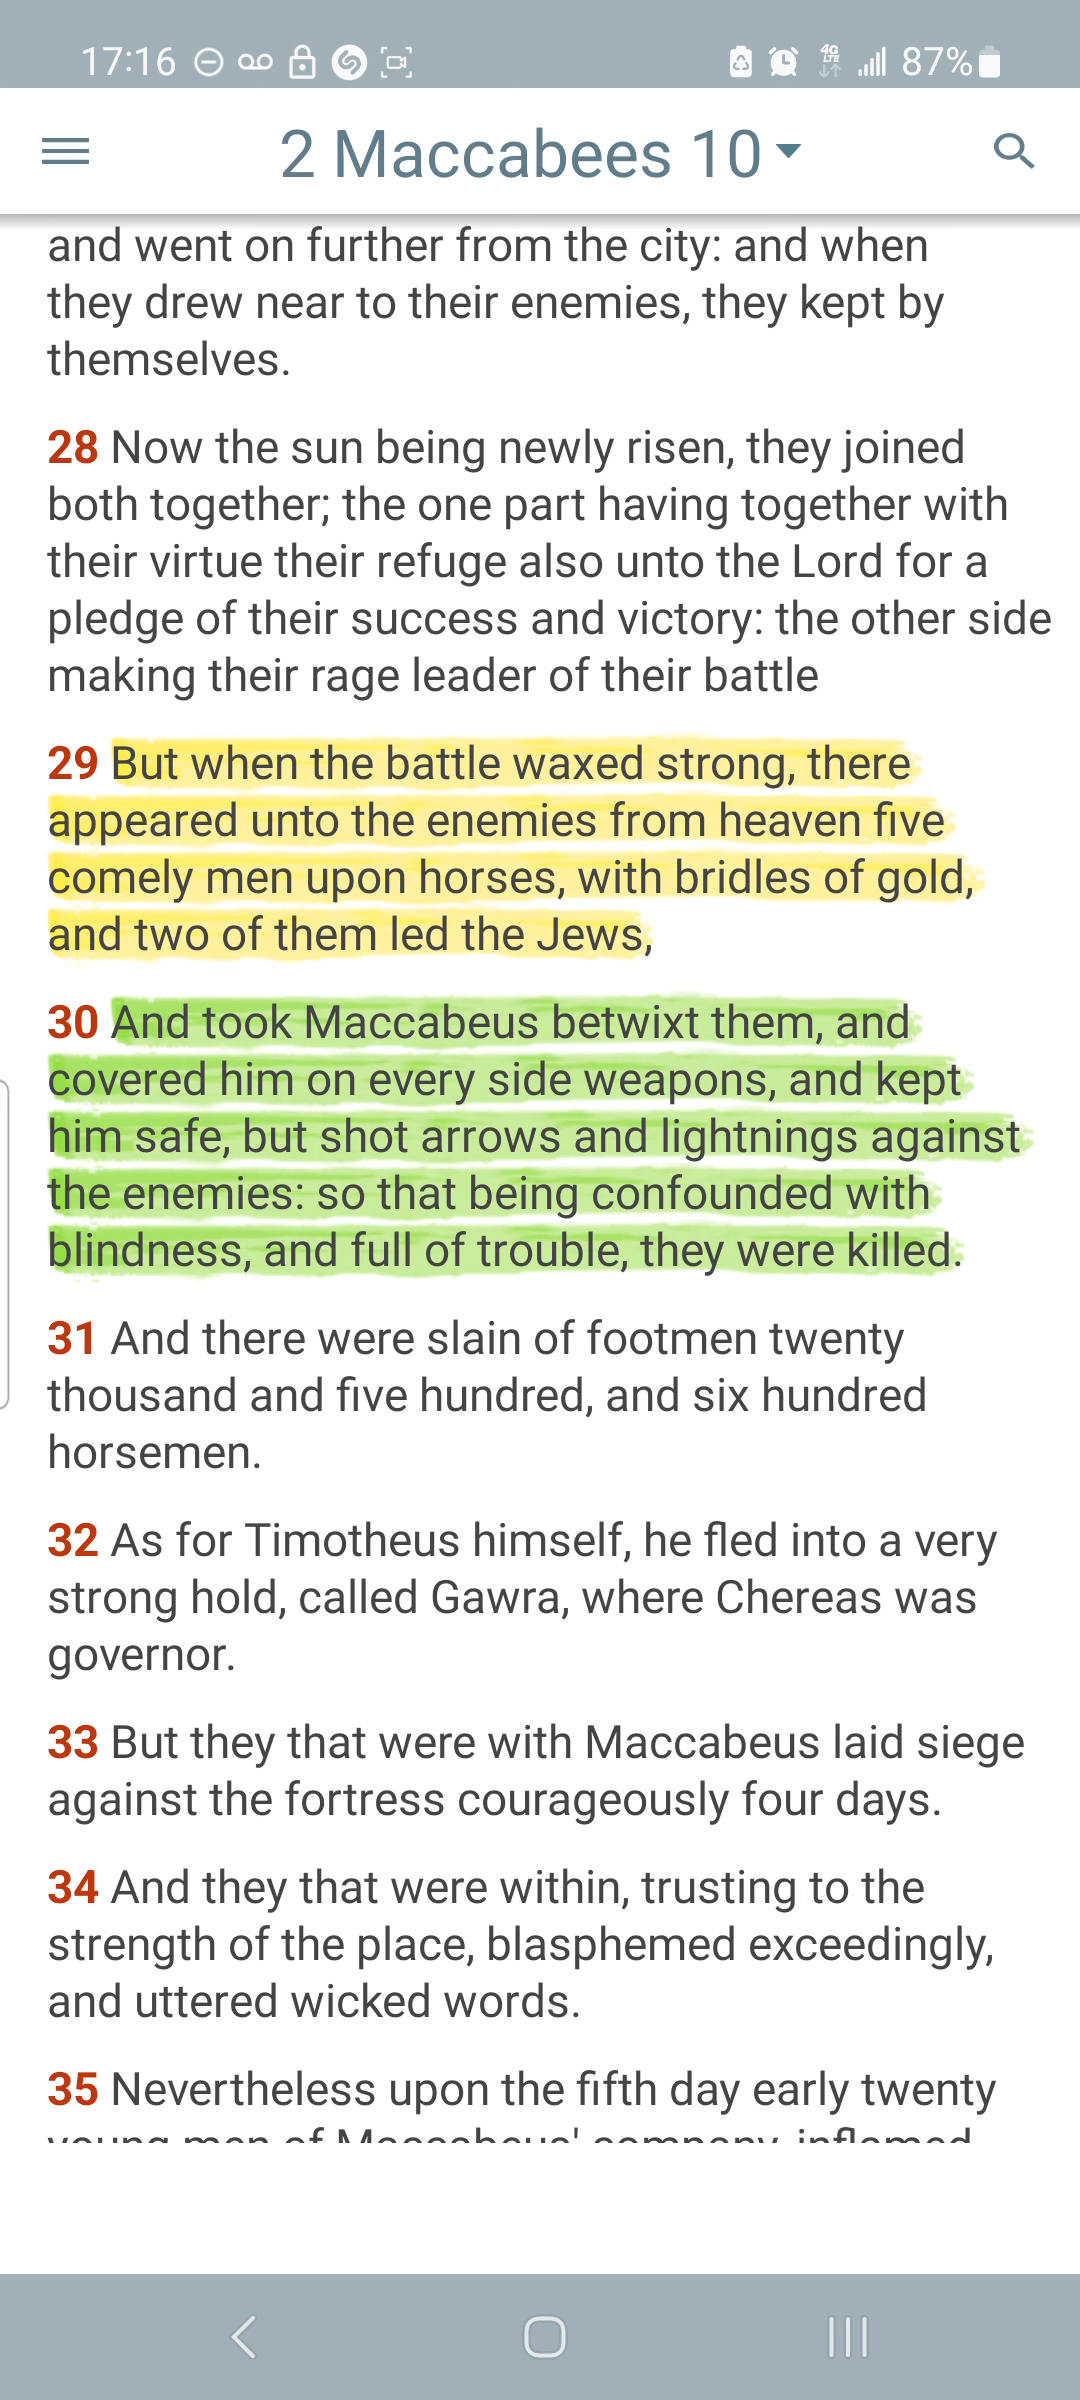 17:16 4G LTE 87%
2 Maccabees 10
and went on further from the city: and when
they drew near to their enemies, they kept by
themselves.
28 Now the sun being newly risen, they joined
both together; the one part having together with
their virtue their refuge also unto the Lord for a
pledge of their success and victory: the other side
making their rage leader of their battle
29 But when the battle waxed strong, there
appeared unto the enemies from heaven five
comely men upon horses, with bridles of gold,
and two of them led the Jews,
30 And took Maccabeus betwixt them, and
covered him on every side weapons, and kept
him safe, but shot arrows and lightnings against
the enemies: so that being confounded with
blindness, and full of trouble, they were killed.
31 And there were slain of footmen twenty
thousand and five hundred, and six hundred
horsemen.
32 As for Timotheus himself, he fled into a very
strong hold, called Gawra, where Chereas was
governor.
33 But they that were with Maccabeus laid siege
against the fortress courageously four days.
34 And they that were within, trusting to the
strength of the place, blasphemed exceedingly,
and uttered wicked words.
35 Nevertheless upon the fifth day early twenty
young men of Maccabeus' company, inflamed